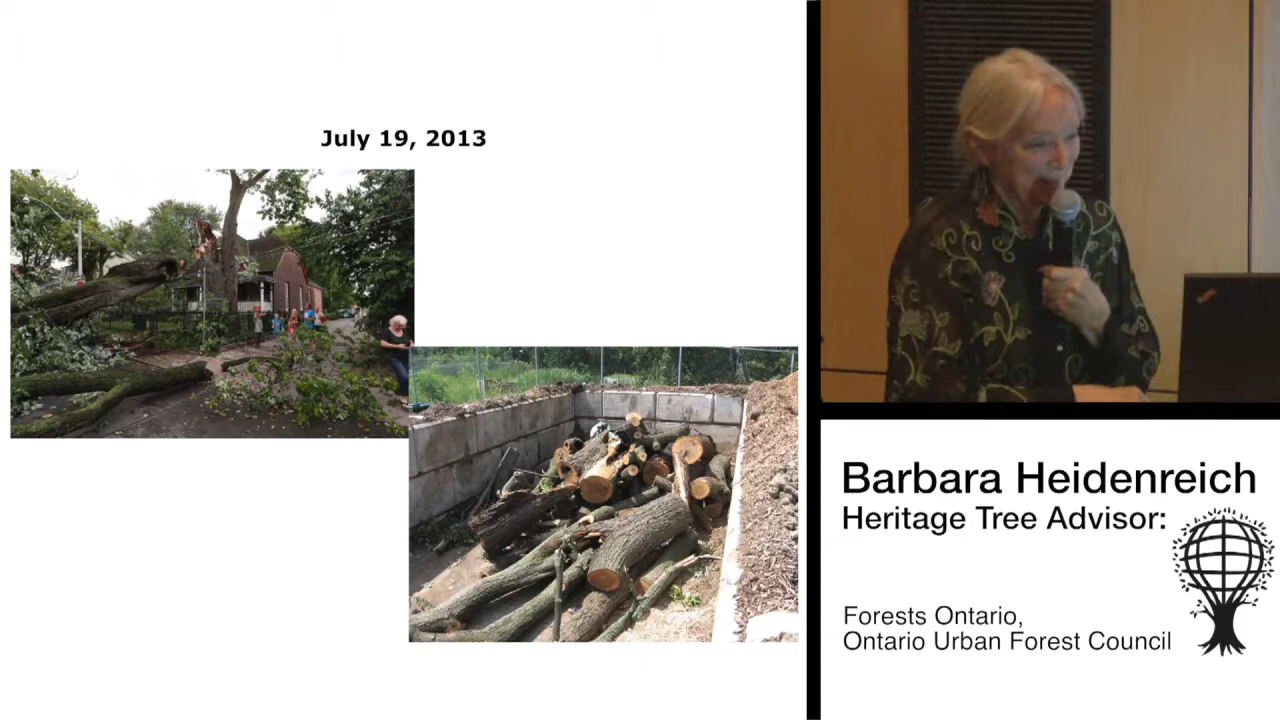 July 19, 2013
Barbara Heidenreich
Heritage Tree Advisor:
Forests Ontario,
Ontario Urban Forest Council